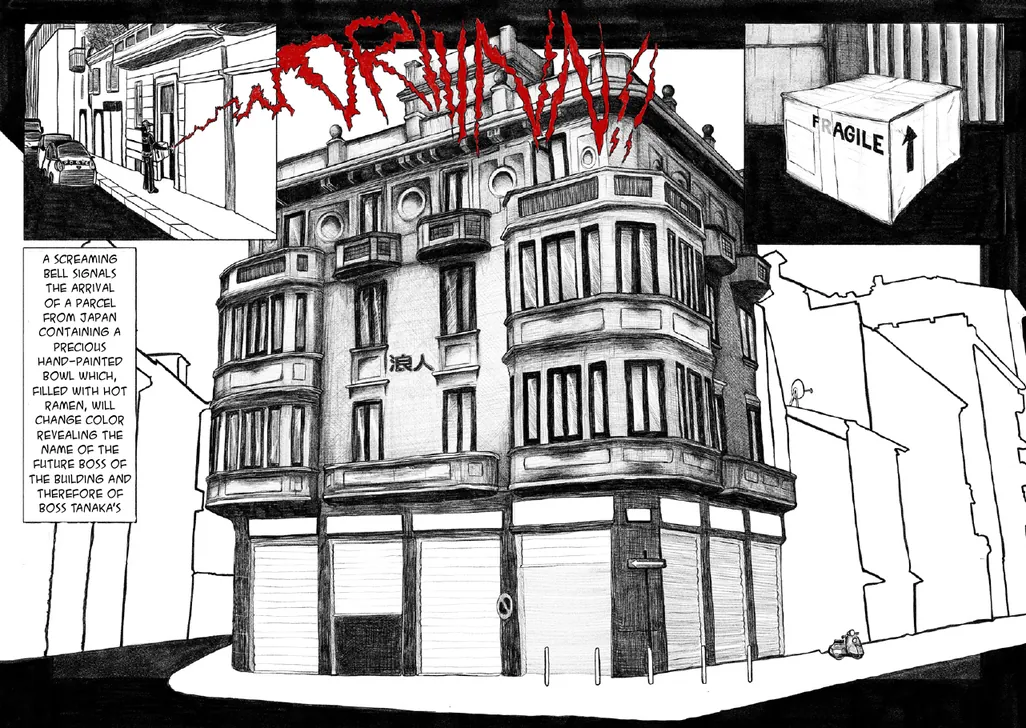 DRIIINNN!!
FRAGILE
A SCREAMING
BELL SIGNALS
THE ARRIVAL
OF A PARCEL
FROM JAPAN
CONTAINING A
PRECIOUS
HAND-PAINTED
BOWL WHICH,
FILLED WITH HOT
RAMEN, WILL
CHANGE COLOR
REVEALING THE
NAME OF THE
FUTURE BOSS OF
THE BUILDING AND
THEREFORE OF
BOSS TANAKA'S
浪人